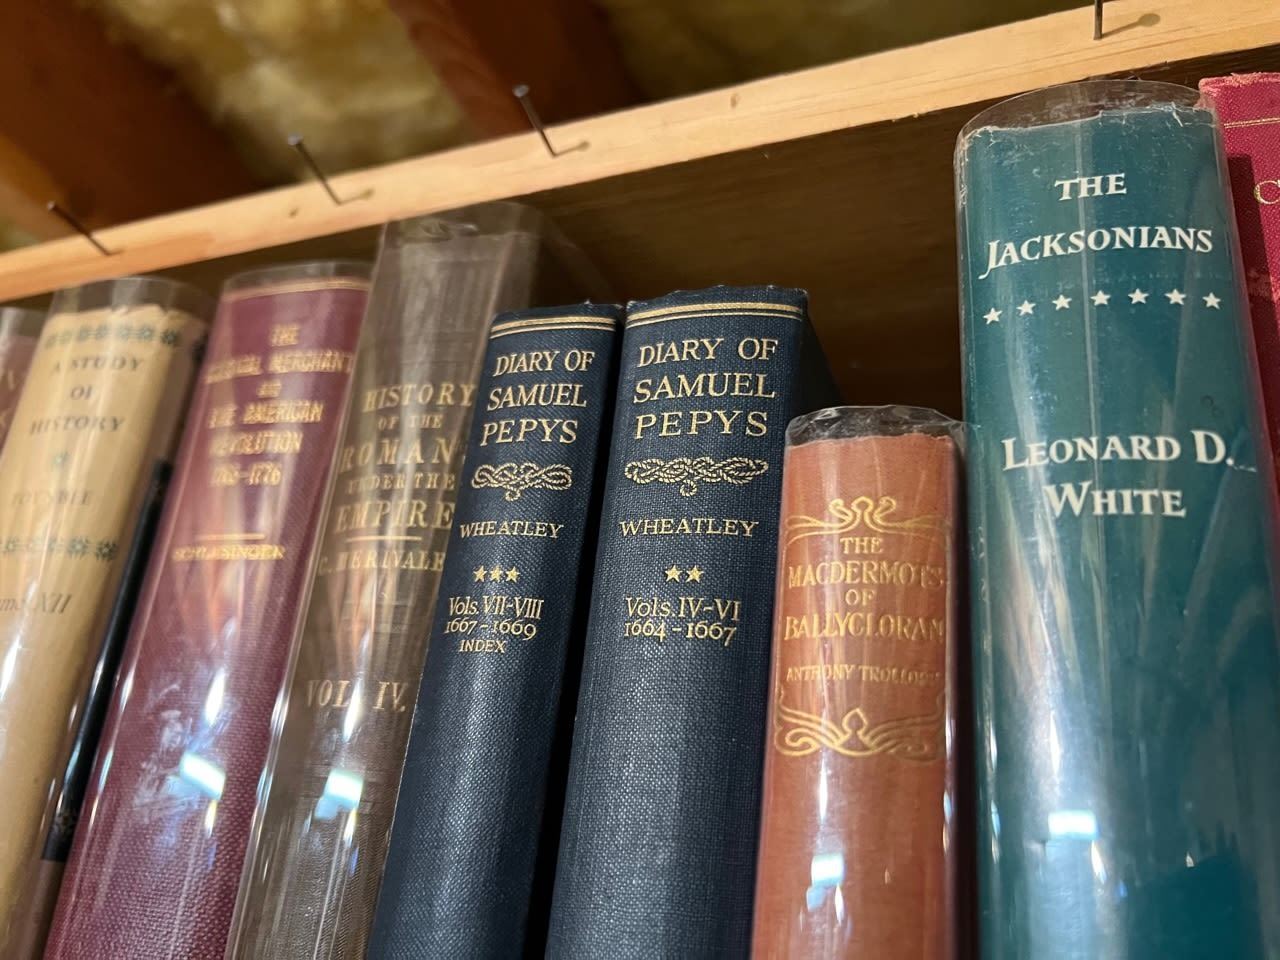 A STUDY
OF
HISTORY
THE
COLONIAL MERCHANTS
AND
THE AMERICAN
REVOLUTION
SCHLESINGER
HISTORY
OF THE
ROMANS
UNDER THE
EMPIRE
C. MERIVALE
VOL. IV.
DIARY OF
SAMUEL
PEPYS
WHEATLEY
Vols. VII-VIII
1667-1669
INDEX
DIARY OF
SAMUEL
PEPYS
WHEATLEY
Vols. IV-VI
1664-1667
THE
MACDERMOTS
OF
BALLYCLORAN
ANTHONY TROLLOPE
THE
JACKSONIANS
LEONARD D.
WHITE